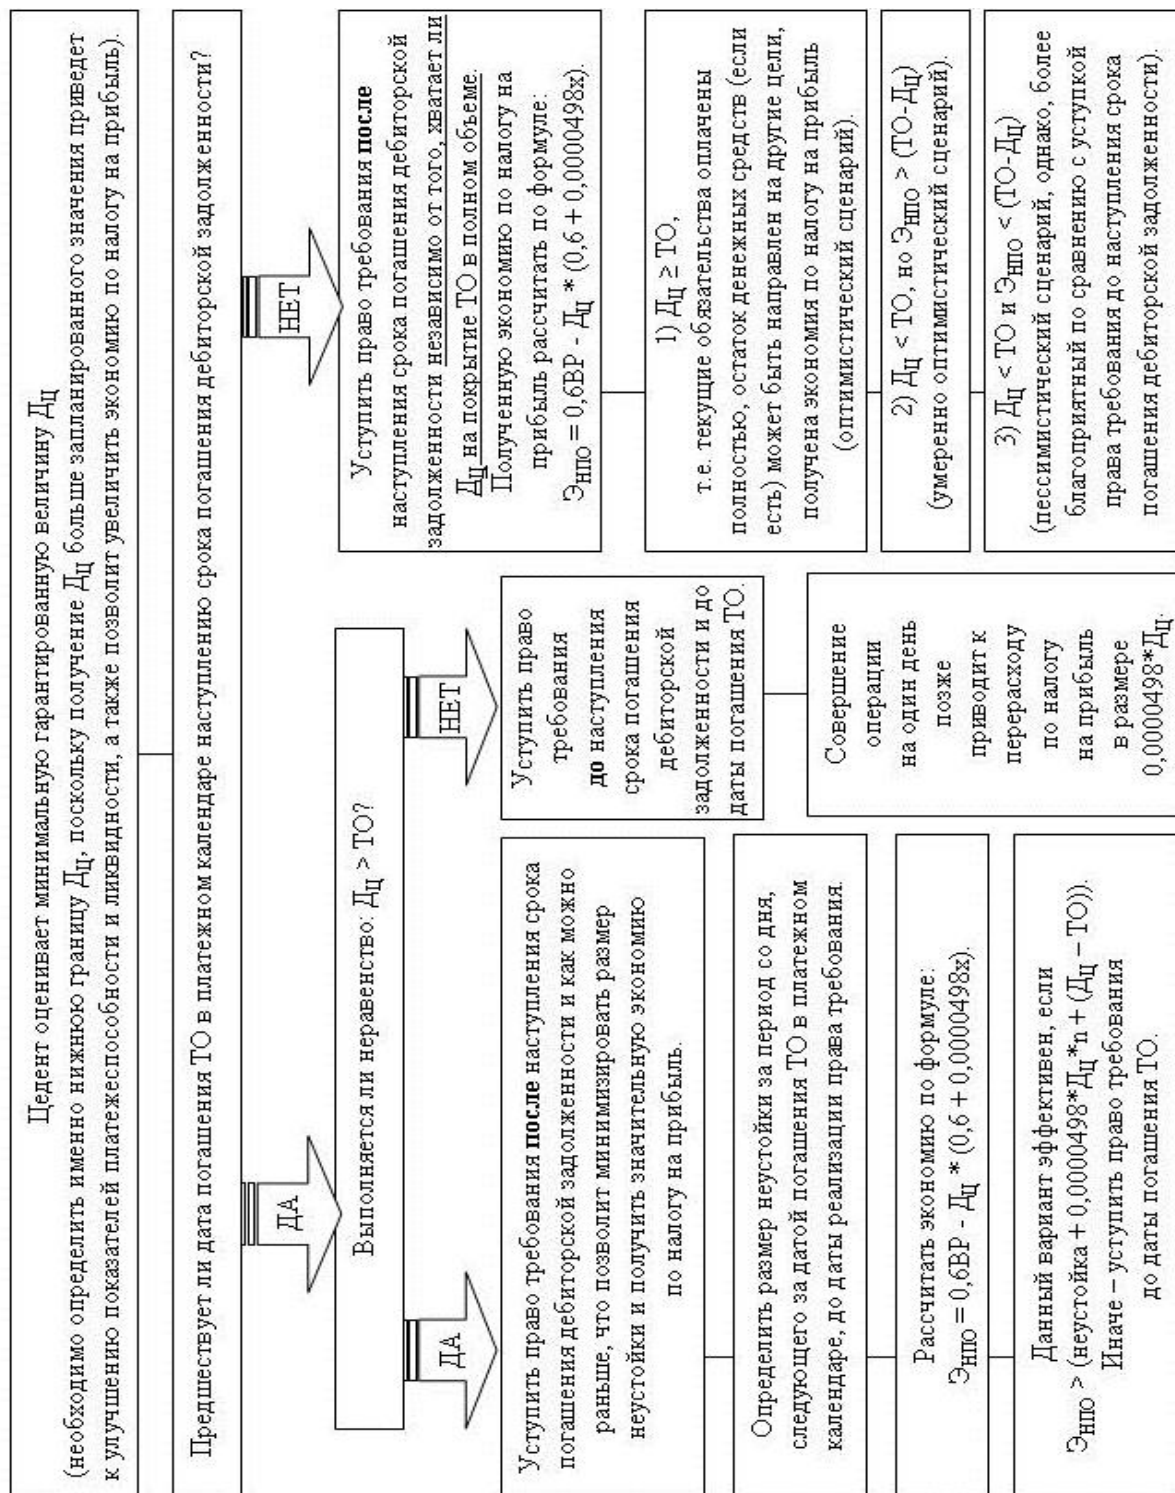 Цедент оценивает минимальную гарантированную величину ДЦ
(необходимо определить именно нижнюю границу ДЦ, поскольку получение ДЦ больше запланированного значения приведет
к улучшению показателей платежеспособности и ликвидности, а также позволит увеличить экономию по налогу на прибыль).
Предшествует ли дата погашения ТО в платежном календаре наступлению срока погашения дебиторской задолженности?
ДА
НЕТ
Выполняется ли неравенство: ДЦ > ТО?
ДА
НЕТ
Уступить право требования после наступления срока
погашения дебиторской задолженности и как можно
раньше, что позволит минимизировать размер
неустойки и получить значительную экономию
по налогу на прибыль.
Определить размер неустойки за период со дня,
следующего за датой погашения ТО в платежном
календаре, до даты реализации права требования.
Рассчитать экономию по формуле:
ЭНПО = 0,6ВР - ДЦ * (0,6 + 0,0000498х).
Данный вариант эффективен, если
ЭНПО > (неустойка + 0,0000498*ДЦ*n + (ДЦ – ТО)).
Иначе – уступить право требования
до даты погашения ТО.
Уступить право
требования
до наступления
срока погашения
дебиторской
задолженности и до
даты погашения ТО.
Совершение
операции
на один день
позже
приводит к
перерасходу
по налогу
на прибыль
в размере
0,0000498*ДЦ.
Уступить право требования после
наступления срока погашения дебиторской
задолженности независимо от того, хватает ли
ДЦ на покрытие ТО в полном объеме.
Полученную экономию по налогу на
прибыль рассчитать по формуле:
ЭНПО = 0,6ВР - ДЦ * (0,6 + 0,0000498х).
1) ДЦ ≥ ТО,
т.е. текущие обязательства оплачены
полностью, остаток денежных средств (если
есть) может быть направлен на другие цели,
получена экономия по налогу на прибыль
(оптимистический сценарий).
2) ДЦ < ТО, но ЭНПО > (ТО-ДЦ)
(умеренно оптимистический сценарий).
3) ДЦ < ТО и ЭНПО < (ТО-ДЦ)
(пессимистический сценарий, однако, более
благоприятный по сравнению с уступкой
права требования до наступления срока
погашения дебиторской задолженности)